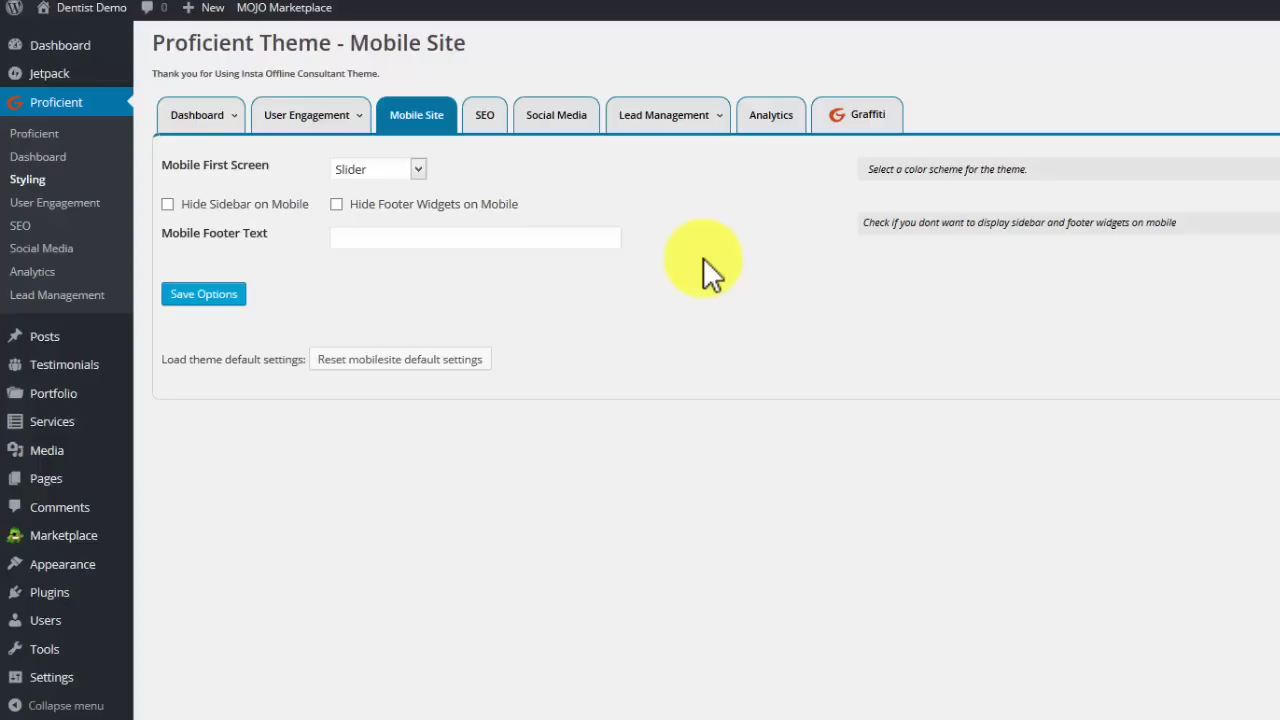 Dentist Demo 0 New MOJO Marketplace
Dashboard
Jetpack
Proficient
Proficient
Dashboard
Styling
User Engagement
SEO
Social Media
Analytics
Lead Management
Posts
Testimonials
Portfolio
Services
Media
Pages
Comments
Marketplace
Appearance
Plugins
Users
Tools
Settings
Collapse menu
Proficient Theme - Mobile Site
Thank you for Using Insta Offline Consultant Theme.
Dashboard User Engagement Mobile Site SEO Social Media Lead Management Analytics Graffiti
Mobile First Screen Slider Select a color scheme for the theme.
Hide Sidebar on Mobile Hide Footer Widgets on Mobile
Check if you dont want to display sidebar and footer widgets on mobile
Mobile Footer Text
Save Options
Load theme default settings: Reset mobilesite default settings